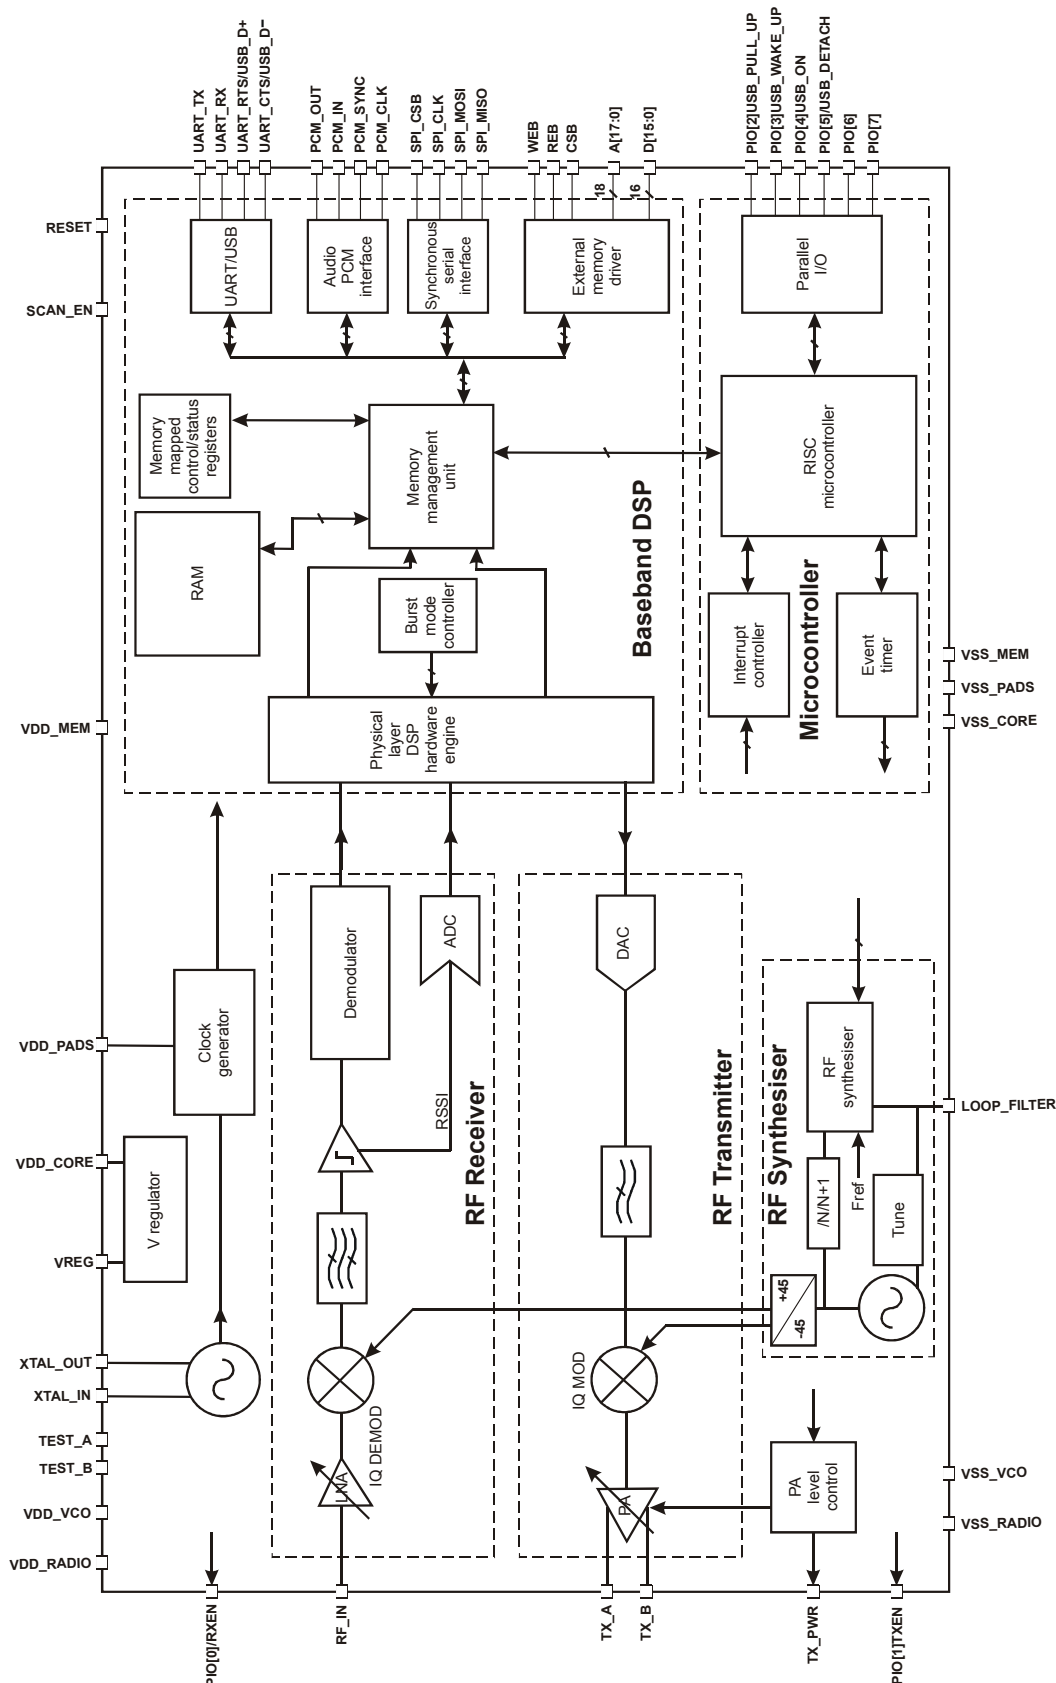 UART_TX
UART_RX
UART_RTS/USB_D+
UART_CTS/USB_D-
PCM_OUT
PCM_IN
PCM_SYNC
PCM_CLK
SPI_CSB
SPI_CLK
SPI_MOSI
SPI_MISO
WEB
REB
CSB
A[17:0]
D[15:0]
18
16
PIO[2]USB_PULL_UP
PIO[3]USB_WAKE_UP
PIO[4]USB_ON
PIO[5]/USB_DETACH
PIO[6]
PIO[7]
RESET
SCAN_EN
VDD_MEM
VDD_PADS
VDD_CORE
VREG
XTAL_OUT
XTAL_IN
TEST_A
TEST_B
VDD_VCO
VDD_RADIO
UART/USB
Audio
PCM
interface
Synchronous
serial
interface
External
memory
driver
Parallel
I/O
Memory
mapped
control/status
registers
Memory
management
unit
RISC
microcontroller
RAM
Burst
mode
controller
Baseband DSP
Interrupt
controller
Event
timer
Microcontroller
Physical
layer
DSP
hardware
engine
VSS_MEM
VSS_PADS
VSS_CORE
Clock
generator
V regulator
Demodulator
ADC
RSSI
RF Receiver
IQ DEMOD
LNA
DAC
RF Transmitter
IQ MOD
PA
RF
synthesiser
RF Synthesiser
/N/N+1
Fref
Tune
+45
-45
LOOP_FILTER
PA
level
control
VSS_VCO
VSS_RADIO
PIO[0]/RXEN
RF_IN
TX_A
TX_B
TX_PWR
PIO[1]TXEN